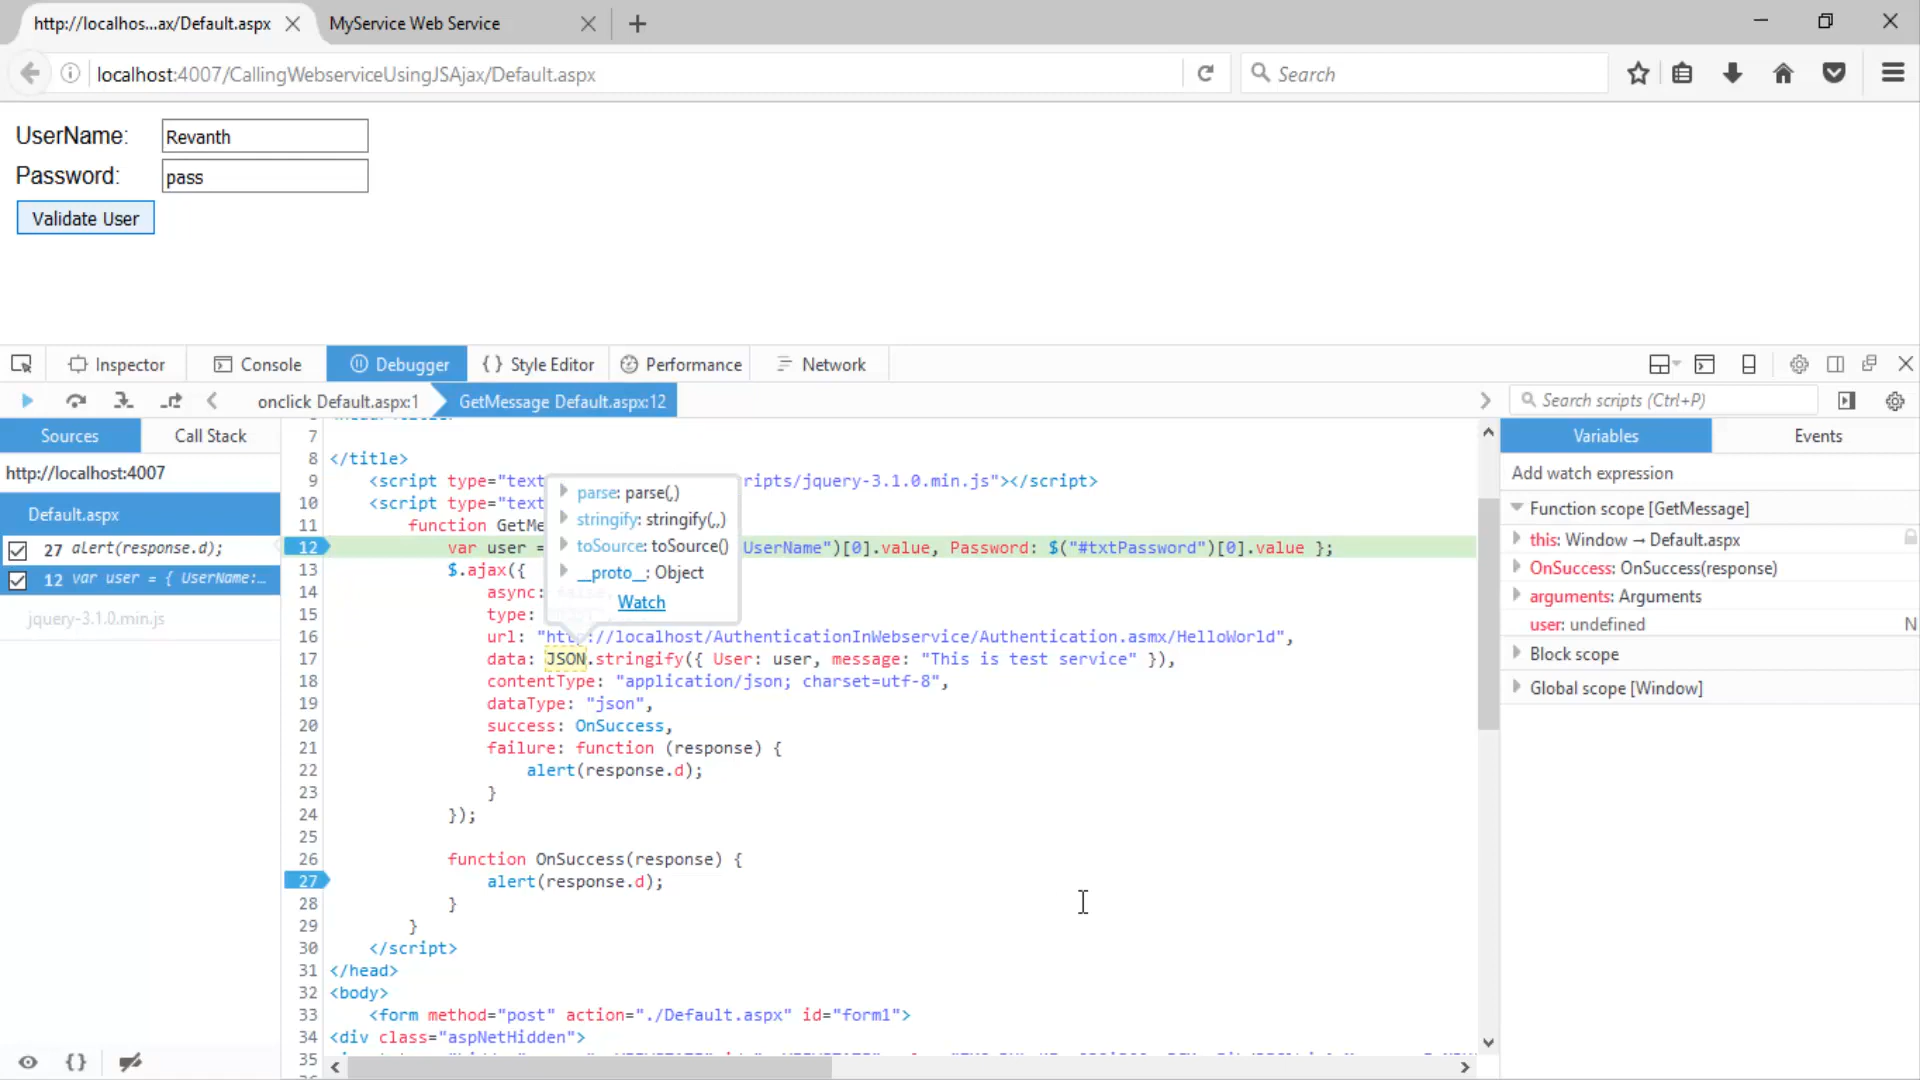 http://localhos...ax/Default.aspx
MyService Web Service
localhost:4007/CallingWebserviceUsingJSAjax/Default.aspx
Search
UserName:
Revanth
Password:
pass
Validate User
Inspector
Console
Debugger
Style Editor
Performance
Network
onclick Default.aspx:1
GetMessage Default.aspx:12
Search scripts (Ctrl+P)
Sources
Call Stack
http://localhost:4007
Default.aspx
27 alert(response.d);
12 var user = { UserName:...
jquery-3.1.0.min.js
7
8 </title>
9 <script type="text ripts/jquery-3.1.0.min.js"></script>
10 <script type="text
11 function GetMe
12 var user = UserName")[0].value, Password: $("#txtPassword")[0].value };
13 $.ajax({
14 async:
15 type:
16 url: "http://localhost/AuthenticationInWebservice/Authentication.asmx/HelloWorld",
17 data: JSON.stringify({ User: user, message: "This is test service" }),
18 contentType: "application/json; charset=utf-8",
19 dataType: "json",
20 success: OnSuccess,
21 failure: function (response) {
22 alert(response.d);
23 }
24 });
25
26 function OnSuccess(response) {
27 alert(response.d);
28 }
29 }
30 </script>
31 </head>
32 <body>
33 <form method="post" action="./Default.aspx" id="form1">
34 <div class="aspNetHidden">
35
parse: parse(,)
stringify: stringify(,,)
toSource: toSource()
__proto__: Object
Watch
Variables
Events
Add watch expression
Function scope [GetMessage]
this: Window → Default.aspx
OnSuccess: OnSuccess(response)
arguments: Arguments
user: undefined
N
Block scope
Global scope [Window]